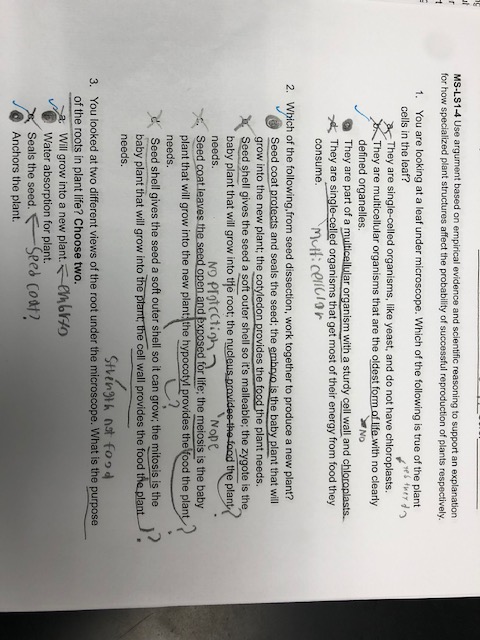 MS-LS1-4 Use argument based on empirical evidence and scientific reasoning to support an explanation
for how specialized plant structures affect the probability of successful reproduction of plants respectively.
1. You are looking at a leaf under microscope. Which of the following is true of the plant
cells in the leaf?
They are single-celled organisms, like yeast, and do not have chloroplasts.
They are multicellular organisms that are the oldest form of life with no clearly
defined organelles.
No
They are part of a multicellular organism with a sturdy cell wall and chloroplasts.
They are single-celled organisms that get most of their energy from food they
consume.
multicellular
2. Which of the following, from seed dissection, work together to produce a new plant?
Seed coat protects and seals the seed; the embryo is the baby plant that will
grow into the new plant; the cotyledon provides the food the plant needs.
Seed shell gives the seed a soft outer shell so it's malleable; the zygote is the
baby plant that will grow into the root; the nucleus provides the food the plant
needs.
?
NO Protection
Nope
c. Seed coat leaves the seed open and exposed for life; the meiosis is the baby
plant that will grow into the new plant; the hypocotyl provides the food the plant
needs.
?
d. Seed shell gives the seed a soft outer shell so it can grow; the mitosis is the
baby plant that will grow into the plant; the cell wall provides the food the plant
needs.
?
Strength not food
3. You looked at two different views of the root under the microscope. What is the purpose
of the roots in plant life? Choose two.
a. Will grow into a new plant. embryo
Water absorption for plant.
Seals the seed. Seed coat?
Anchors the plant.